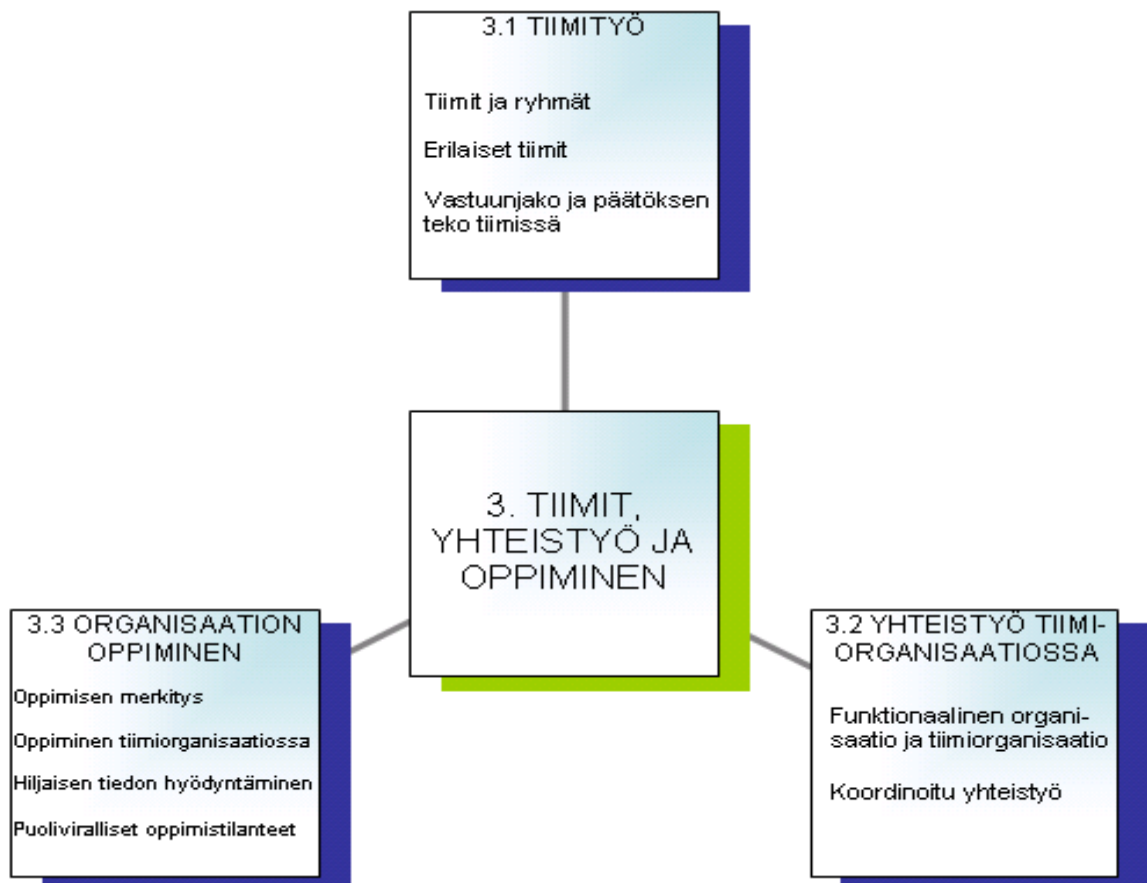 3.1 TIIMITYÖ
Tiimit ja ryhmät
Erilaiset tiimit
Vastuunjako ja päätöksen
teko tiimissä
3. TIIMIT,
YHTEISTYÖ JA
OPPIMINEN
3.3 ORGANISAATION
OPPIMINEN
Oppimisen merkitys
Oppiminen tiimiorganisaatiossa
Hiljaisen tiedon hyödyntäminen
Puoliviralliset oppimistilanteet
3.2 YHTEISTYÖ TIIMI-
ORGANISAATIOSSA
Funktionaalinen organi-
saatio ja tiimiorganisaatio
Koordinoitu yhteistyö